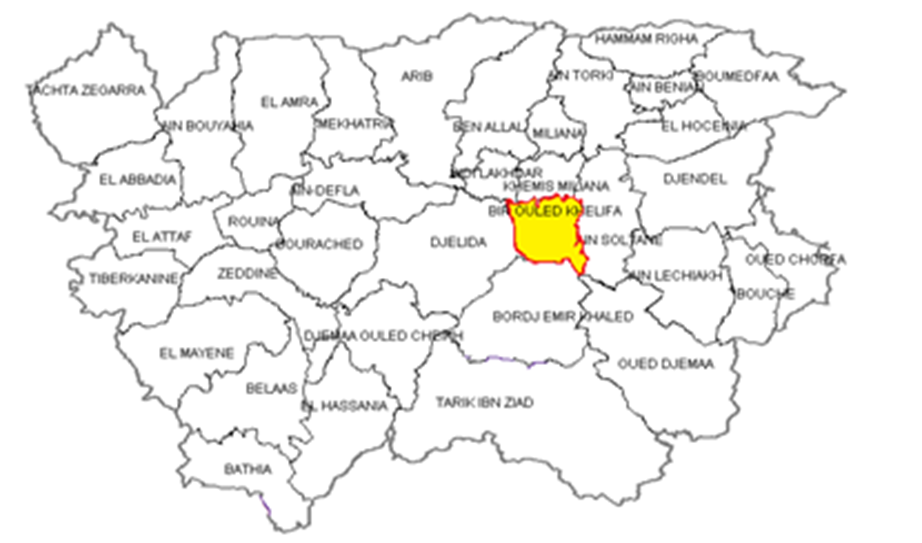 HAMMAM RIGHA
TACHTA ZEGARRA
ARIB
AIN TORKI
BOUMEDFAA
AIN BENIAN
EL AMRA
MEKHATRIA
AIN BOUYAHIA
BEN ALLAL
MILIANA
EL HOCEINIA
EL ABBADIA
SIDI LAKHDAR
DJENDEL
AIN-DEFLA
KHEMIS MILIANA
BIR OULED KHELIFA
ROUINA
EL ATTAF
BOURACHED
DJELIDA
AIN SOLTANE
TIBERKANINE
ZEDDINE
AIN LECHIAKH
OUED CHORFA
BOUCHE
BORDJ EMIR KHALED
DJEMAA OULED CHEIKH
EL MAYENE
OUED DJEMAA
BELAAS
EL HASSANIA
TARIK IBN ZIAD
BATHIA